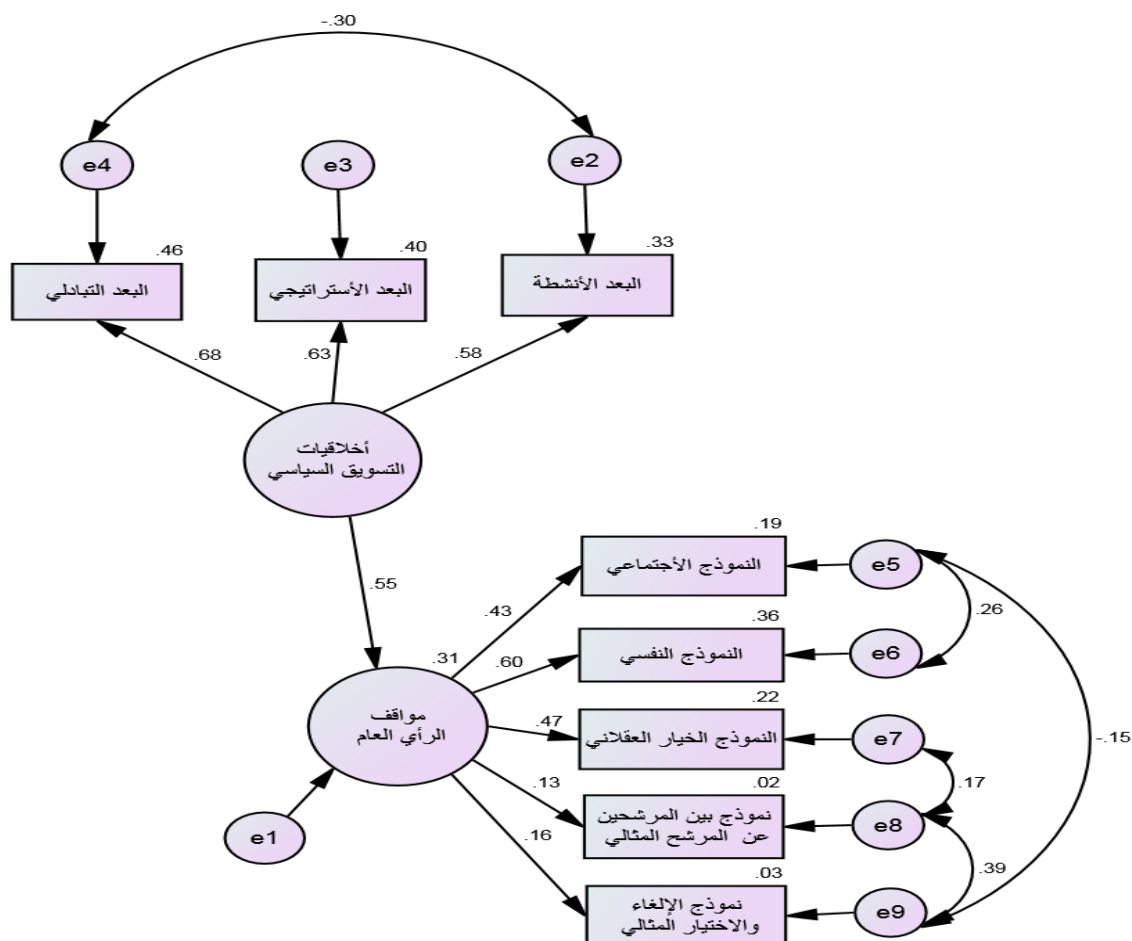 -.30
e4
e3
e2
.46
.40
.33
البعد التبادلي
البعد الأستراتيجي
البعد الأنشطة
.68
.63
.58
أخلاقيات
التسويق السياسي
.55
.19
النموذج الأجتماعي
e5
.43
.26
.36
النموذج النفسي
e6
.60
.31
مواقف
الرأي العام
.22
النموذج الخيار العقلاني
e7
.47
-.15
.17
.02
نموذج بين المرشحين
عن المرشح المثالي
e8
.13
e1
.39
.03
نموذج الإلغاء
والاختيار المثالي
e9
.16